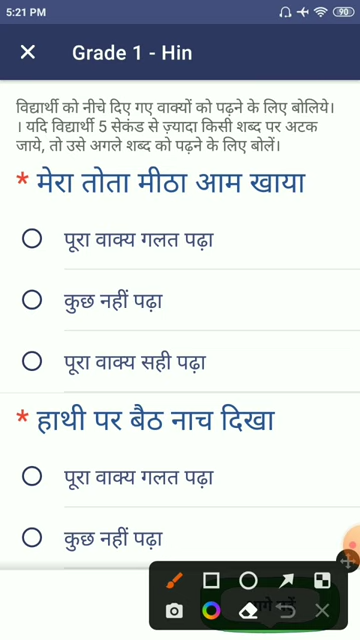 5:21 PM
90
Grade 1 - Hin
विद्यार्थी को नीचे दिए गए वाक्यों को पढ़ने के लिए बोलिये।
। यदि विद्यार्थी 5 सेकंड से ज़्यादा किसी शब्द पर अटक
जाये, तो उसे अगले शब्द को पढ़ने के लिए बोलें।
* मेरा तोता मीठा आम खाया
पूरा वाक्य गलत पढ़ा
कुछ नहीं पढ़ा
पूरा वाक्य सही पढ़ा
* हाथी पर बैठ नाच दिखा
पूरा वाक्य गलत पढ़ा
कुछ नहीं पढ़ा